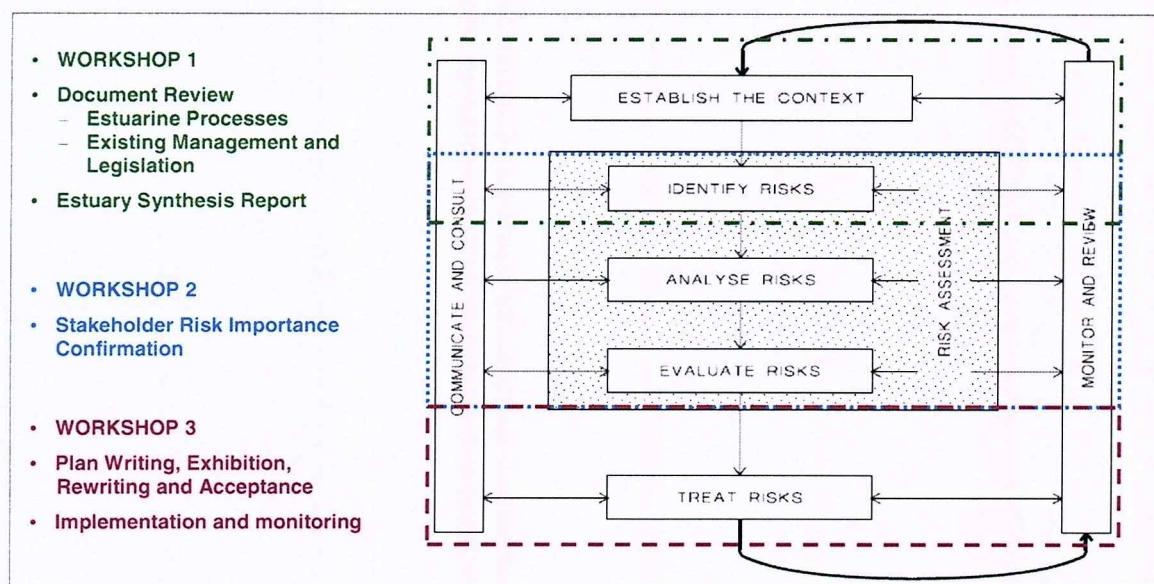 • WORKSHOP 1
• Document Review
– Estuarine Processes
– Existing Management and
Legislation
• Estuary Synthesis Report
• WORKSHOP 2
• Stakeholder Risk Importance
Confirmation
• WORKSHOP 3
• Plan Writing, Exhibition,
Rewriting and Acceptance
• Implementation and monitoring
COMMUNICATE AND CONSULT
ESTABLISH THE CONTEXT
IDENTIFY RISKS
ANALYSE RISKS
EVALUATE RISKS
TREAT RISKS
RISK ASSESSMENT
MONITOR AND REVIEW